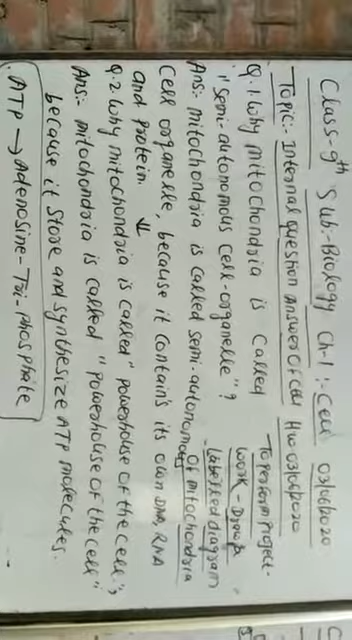 Class-9th Sub:-Biology Ch-1:- Cell 03/06/2020
Topic:- Internal question answer of cell Hw 03/06/2020
Q.1 Why mitochondria is called
"Semi-autonomous cell-organelle"?
To perform project-
work - Draw a
labelled diagram
of mitochondria
Ans:- mitochondria is called semi-autonomous
cell organelle, because it contain's its own DNA, RNA
and protein. ↓
Q.2 Why mitochondria is called "powerhouse of the cell"?
Ans:- mitochondria is called "powerhouse of the cell"
because it store and synthesize ATP molecules.
ATP → Adenosine-Tri-phosphate